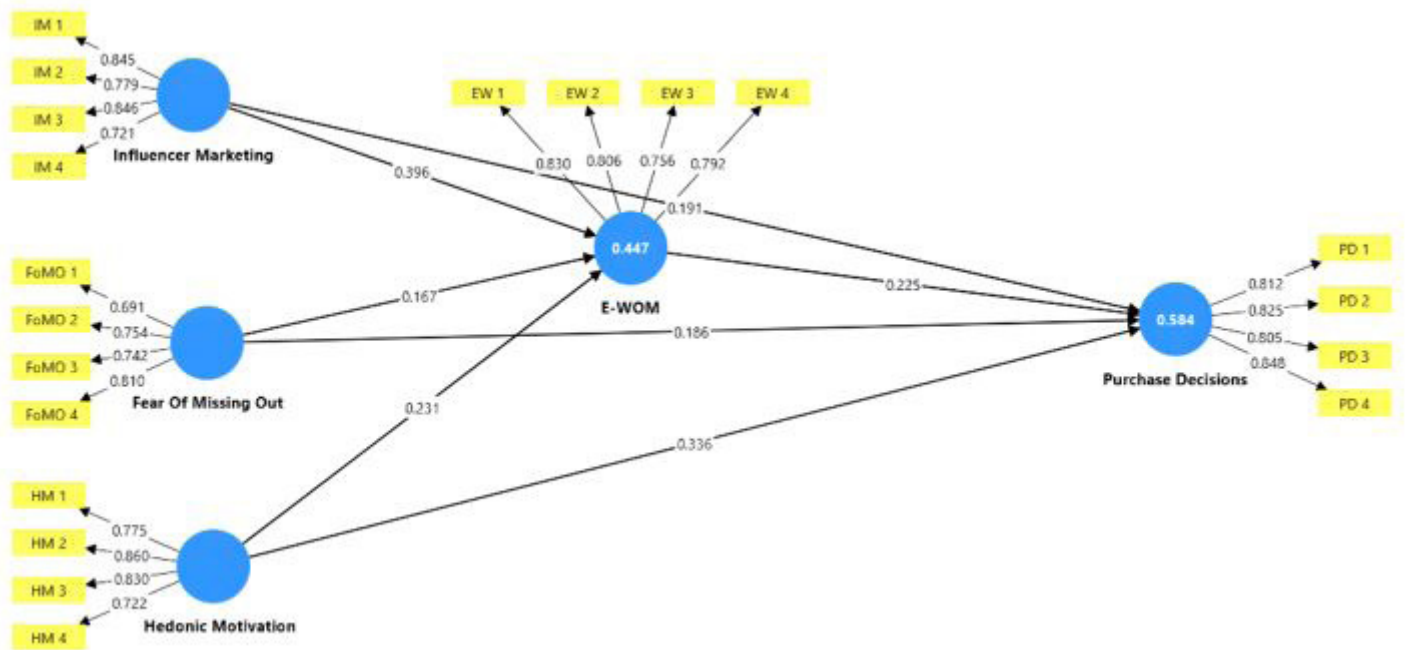 IM 1
0.845
IM 2
0.779
IM 3
0.846
0.721
IM 4
Influencer Marketing
EW 1
EW 2
EW 3
EW 4
0.830
0.806
0.756
0.792
0.396
0.191
0.447
E-WOM
FoMO 1
0.691
FoMO 2
0.754
FoMO 3
0.742
0.810
FoMO 4
Fear Of Missing Out
0.167
0.186
0.225
0.231
0.336
PD 1
0.812
PD 2
0.825
0.584
0.805
PD 3
0.848
PD 4
Purchase Decisions
HM 1
0.775
HM 2
0.860
HM 3
0.830
0.722
HM 4
Hedonic Motivation